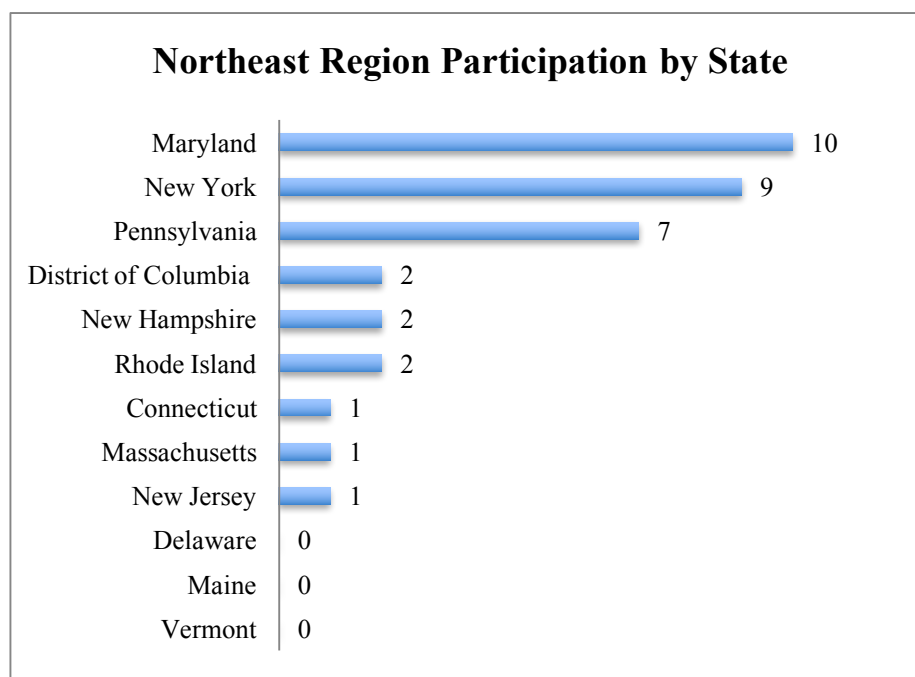 Northeast Region Participation by State
Maryland 10
New York 9
Pennsylvania 7
District of Columbia 2
New Hampshire 2
Rhode Island 2
Connecticut 1
Massachusetts 1
New Jersey 1
Delaware 0
Maine 0
Vermont 0